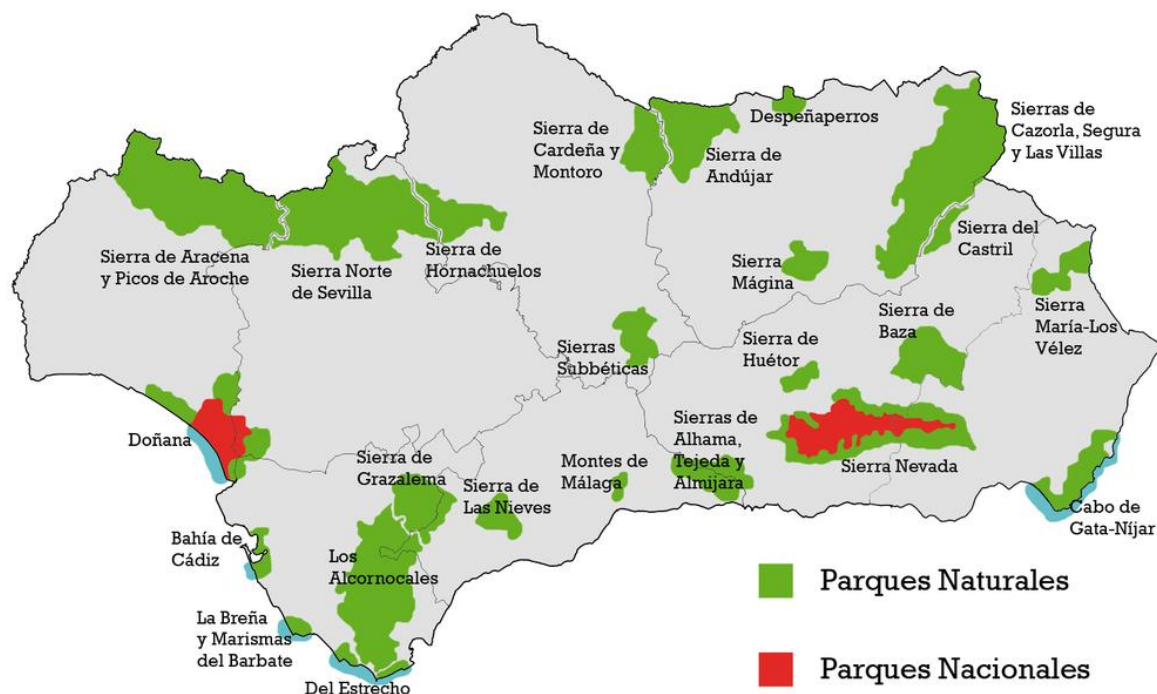 Despeñaperros
Sierras de
Cazorla, Segura
y Las Villas
Sierra de
Cardeña y
Montoro
Sierra de
Andújar
Sierra de Aracena
y Picos de Aroche
Sierra Norte
de Sevilla
Sierra de
Hornachuelos
Sierra
Mágina
Sierra del
Castril
Sierra
María-Los
Vélez
Sierras
Subbéticas
Sierra de
Huétor
Sierra de
Baza
Doñana
Sierra de
Grazalema
Sierra de
Las Nieves
Montes de
Málaga
Sierras de
Alhama,
Tejeda y
Almijara
Sierra Nevada
Cabo de
Gata-Níjar
Bahía de
Cádiz
Los
Alcornocales
La Breña
y Marismas
del Barbate
Del Estrecho
Parques Naturales
Parques Nacionales